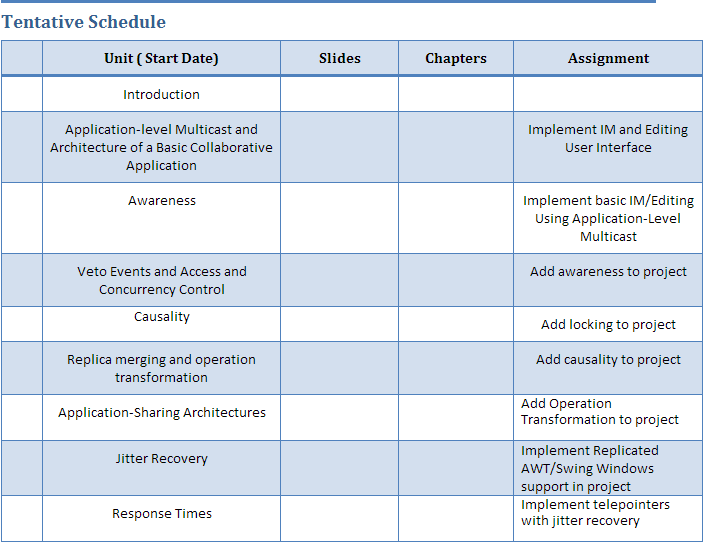 Tentative Schedule
Unit ( Start Date)
Slides
Chapters
Assignment
Introduction
Application-level Multicast and
Architecture of a Basic Collaborative
Application
Implement IM and Editing
User Interface
Awareness
Implement basic IM/Editing
Using Application-Level
Multicast
Veto Events and Access and
Concurrency Control
Add awareness to project
Causality
Add locking to project
Replica merging and operation
transformation
Add causality to project
Application-Sharing Architectures
Add Operation
Transformation to project
Jitter Recovery
Implement Replicated
AWT/Swing Windows
support in project
Response Times
Implement telepointers
with jitter recovery